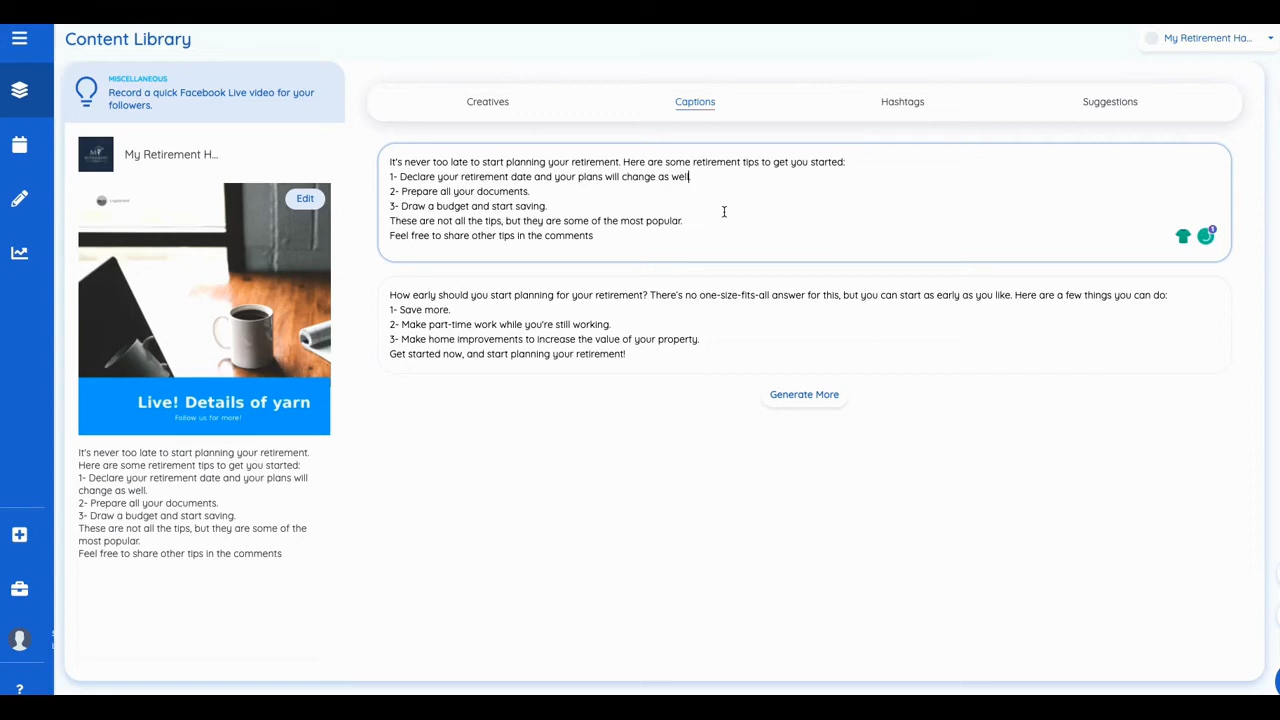 Content Library
My Retirement Ha...
MISCELLANEOUS
Record a quick Facebook Live video for your
followers.
Creatives
Captions
Hashtags
Suggestions
My Retirement H...
Edit
Live! Details of yarn
Follow us for more!
It's never too late to start planning your retirement.
Here are some retirement tips to get you started:
1- Declare your retirement date and your plans will
change as well.
2- Prepare all your documents.
3- Draw a budget and start saving.
These are not all the tips, but they are some of the
most popular.
Feel free to share other tips in the comments
It's never too late to start planning your retirement. Here are some retirement tips to get you started:
1- Declare your retirement date and your plans will change as well.
2- Prepare all your documents.
3- Draw a budget and start saving.
These are not all the tips, but they are some of the most popular.
Feel free to share other tips in the comments
1
How early should you start planning for your retirement? There's no one-size-fits-all answer for this, but you can start as early as you like. Here are a few things you can do:
1- Save more.
2- Make part-time work while you're still working.
3- Make home improvements to increase the value of your property.
Get started now, and start planning your retirement!
Generate More
?